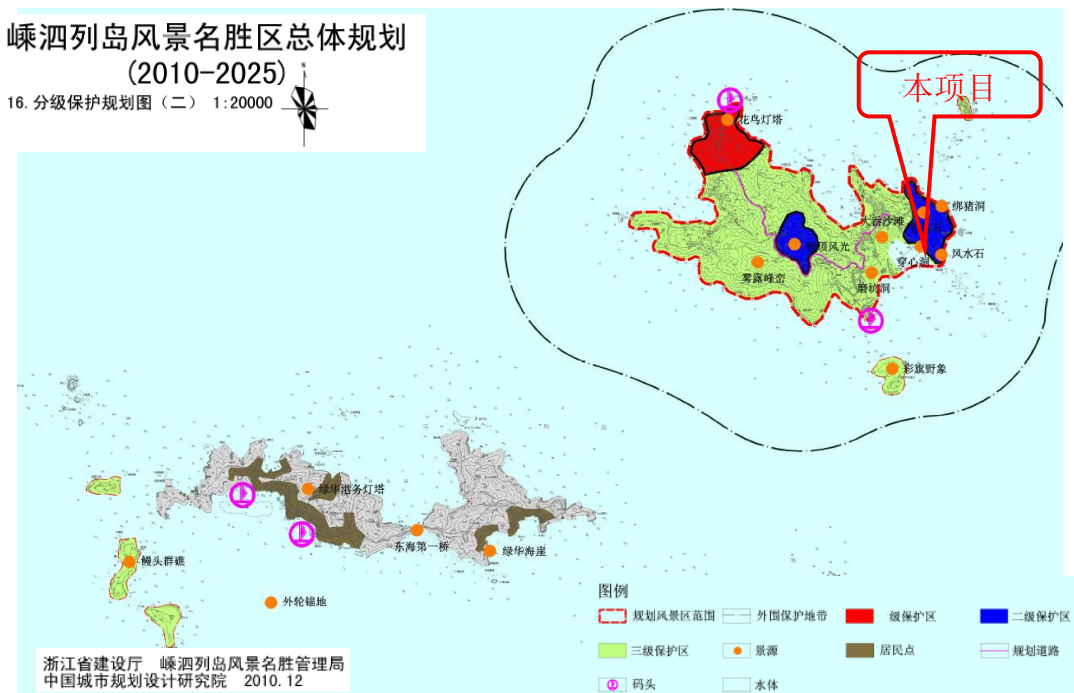 嵊泗列岛风景名胜区总体规划
(2010-2025)
16.分级保护规划图（二） 1:20000
N
本项目
花鸟灯塔
绑猪洞
大岙沙滩
顶风光
风水石
穿心洞
雾露峰峦
磨坑洞
彩旗野象
绿华港务灯塔
东海第一桥
绿华海崖
鳗头群礁
外轮锚地
图例
规划风景区范围
外围保护地带
级保护区
二级保护区
三级保护区
景源
居民点
规划道路
码头
水体
浙江省建设厅 嵊泗列岛风景名胜管理局
中国城市规划设计研究院 2010.12